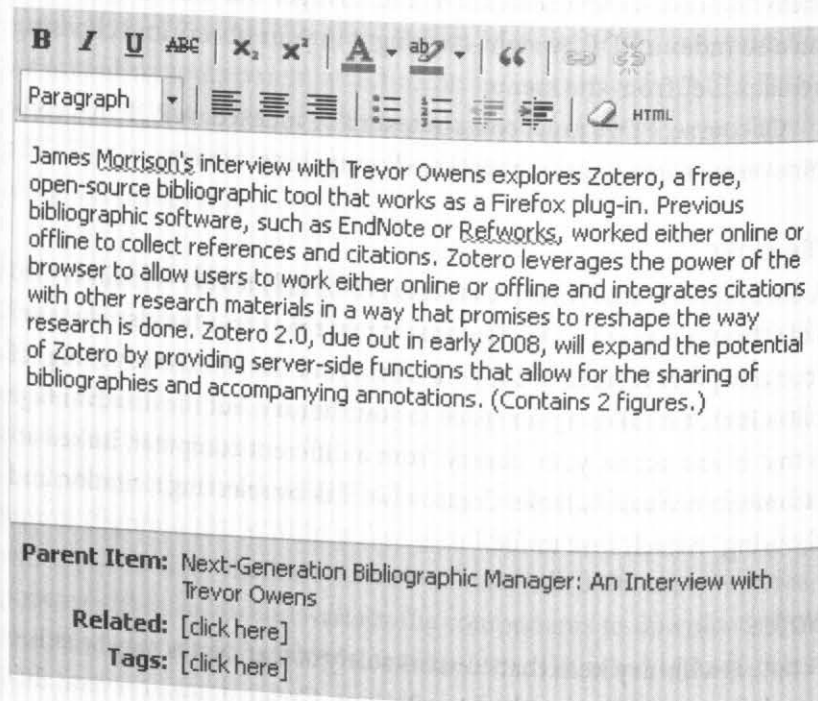 B I U ABC X₂ X² A ab “
Paragraph HTML
James Morrison's interview with Trevor Owens explores Zotero, a free,
open-source bibliographic tool that works as a Firefox plug-in. Previous
bibliographic software, such as EndNote or Refworks, worked either online or
offline to collect references and citations. Zotero leverages the power of the
browser to allow users to work either online or offline and integrates citations
with other research materials in a way that promises to reshape the way
research is done. Zotero 2.0, due out in early 2008, will expand the potential
of Zotero by providing server-side functions that allow for the sharing of
bibliographies and accompanying annotations. (Contains 2 figures.)
Parent Item: Next-Generation Bibliographic Manager: An Interview with
Trevor Owens
Related: [click here]
Tags: [click here]